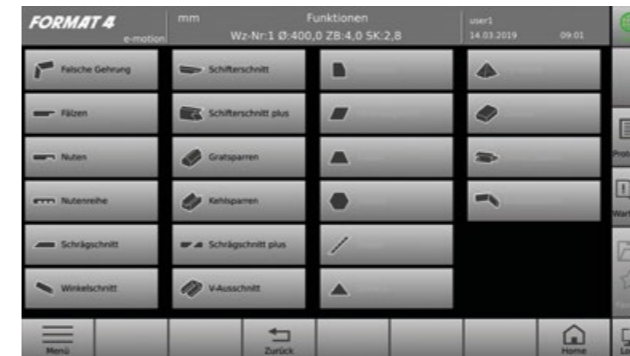 FORMAT 4
e-motion
mm
Funktionen
Wz-Nr:1 Ø:400,0 ZB:4,0 SK:2,8
user1
14.03.2019 09:01
Falsche Gehrung
Schifterschnitt
Fälzen
Schifterschnitt plus
Nuten
Gratsparren
Nutenreihe
Kehlsparren
Schrägschnitt
Schrägschnitt plus
Winkelschnitt
V-Ausschnitt
Menü
Zurück
Home